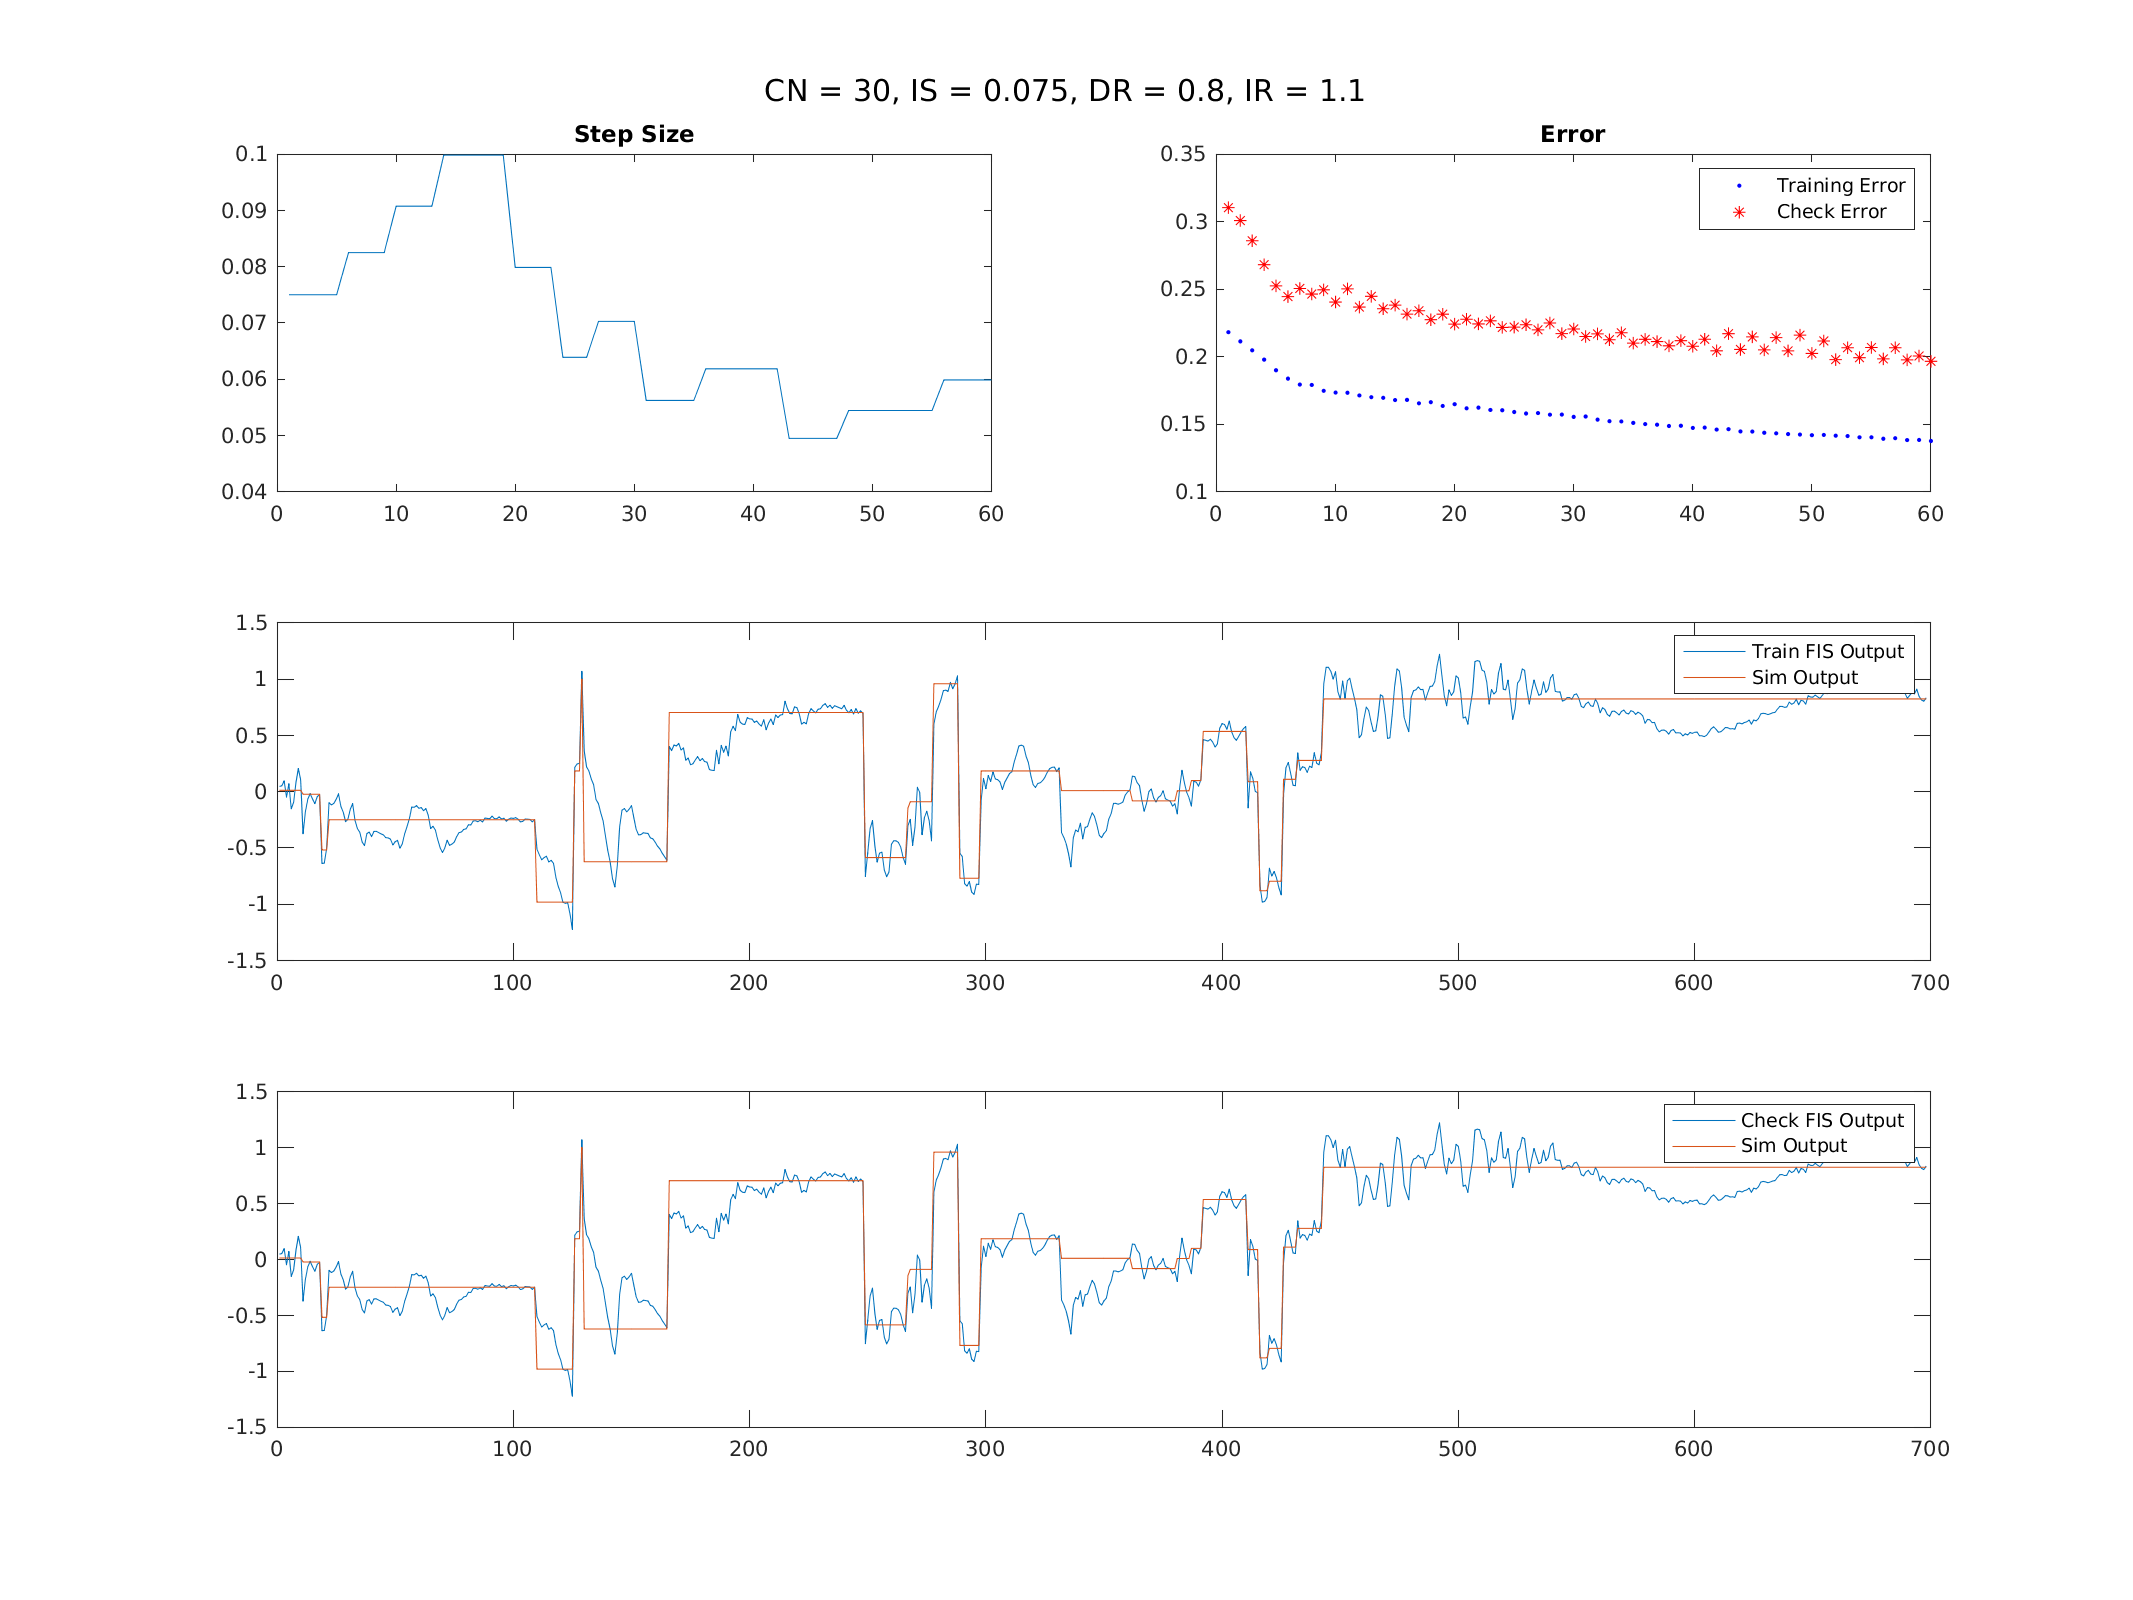 CN = 30, IS = 0.075, DR = 0.8, IR = 1.1
Step Size
0.1
0.09
0.08
0.07
0.06
0.05
0.04
0 10 20 30 40 50 60
Error
0.35
0.3
0.25
0.2
0.15
0.1
0 10 20 30 40 50 60
Training Error
Check Error
1.5
1
0.5
0
-0.5
-1
-1.5
0 100 200 300 400 500 600 700
Train FIS Output
Sim Output
1.5
1
0.5
0
-0.5
-1
-1.5
0 100 200 300 400 500 600 700
Check FIS Output
Sim Output